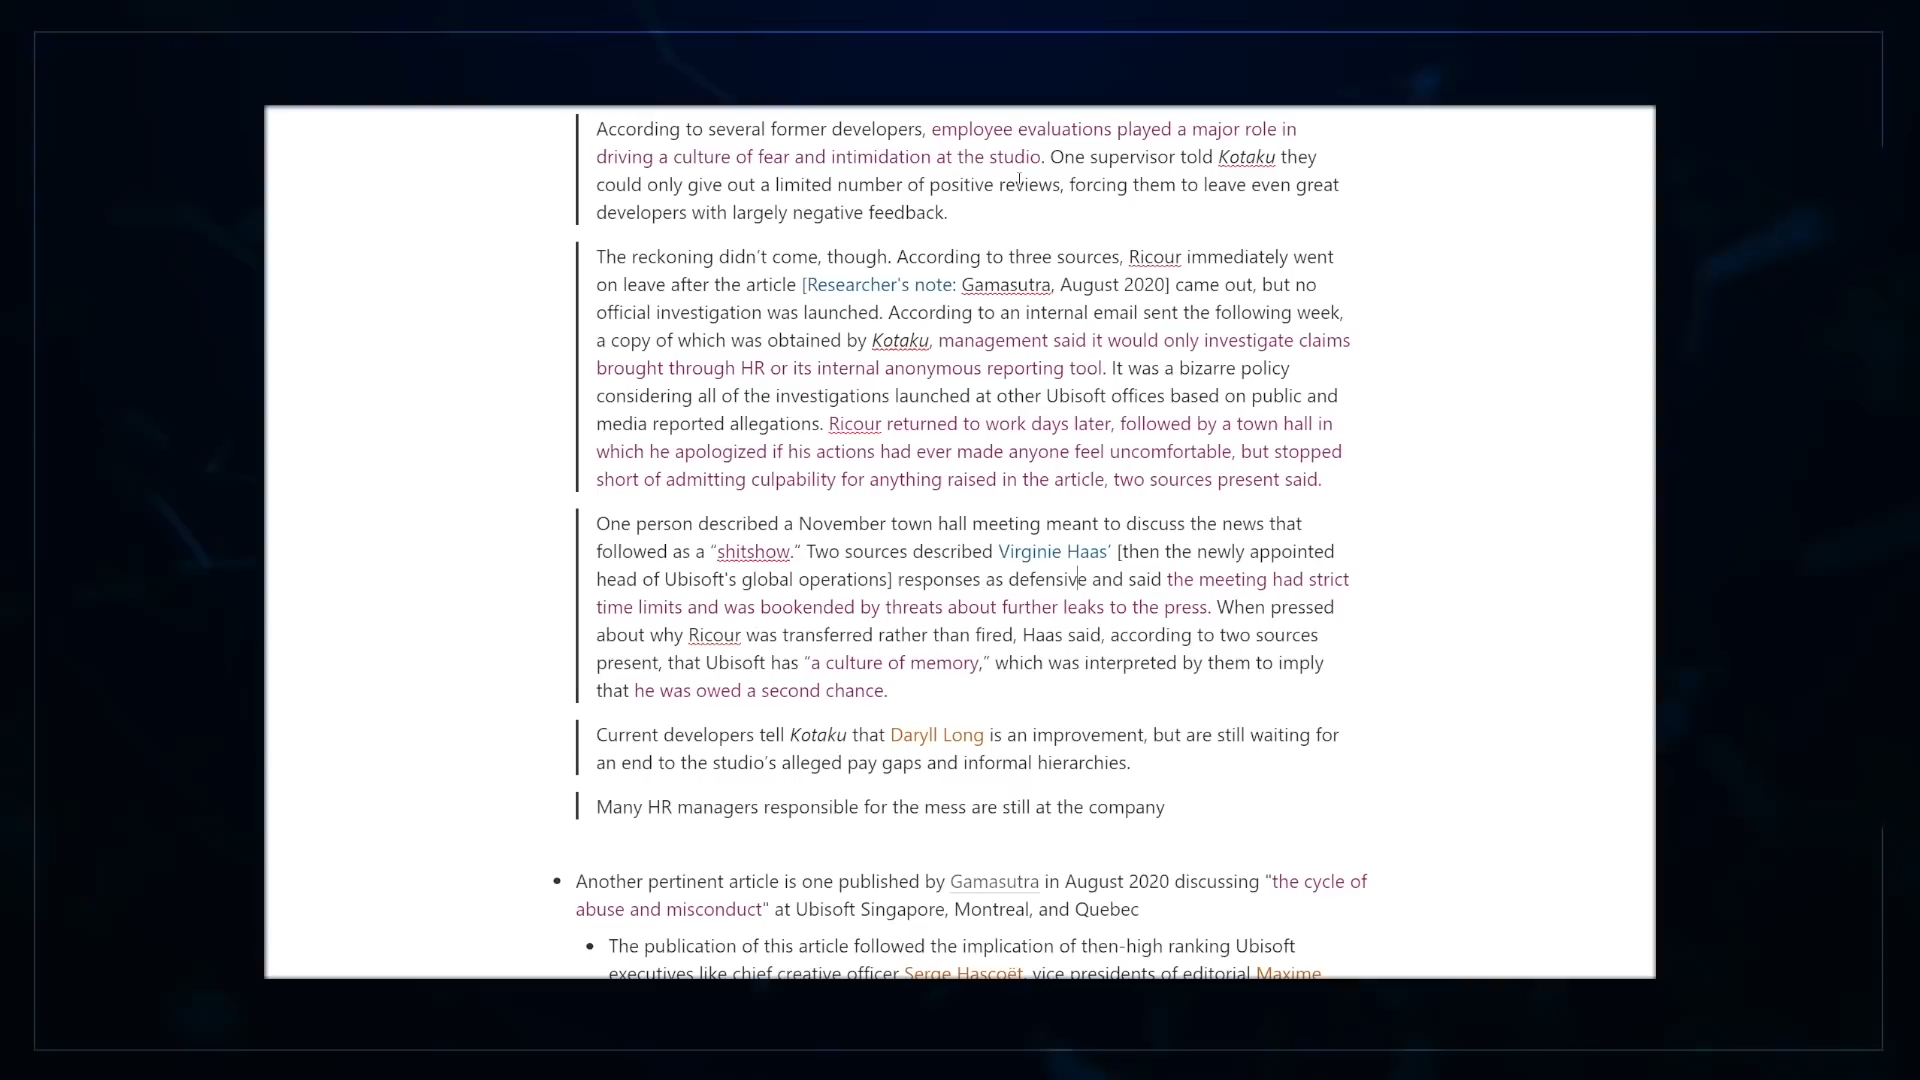 According to several former developers, employee evaluations played a major role in
driving a culture of fear and intimidation at the studio. One supervisor told Kotaku they
could only give out a limited number of positive reviews, forcing them to leave even great
developers with largely negative feedback.
The reckoning didn't come, though. According to three sources, Ricour immediately went
on leave after the article [Researcher's note: Gamasutra, August 2020] came out, but no
official investigation was launched. According to an internal email sent the following week,
a copy of which was obtained by Kotaku, management said it would only investigate claims
brought through HR or its internal anonymous reporting tool. It was a bizarre policy
considering all of the investigations launched at other Ubisoft offices based on public and
media reported allegations. Ricour returned to work days later, followed by a town hall in
which he apologized if his actions had ever made anyone feel uncomfortable, but stopped
short of admitting culpability for anything raised in the article, two sources present said.
One person described a November town hall meeting meant to discuss the news that
followed as a “shitshow.” Two sources described Virginie Haas’ [then the newly appointed
head of Ubisoft's global operations] responses as defensive and said the meeting had strict
time limits and was bookended by threats about further leaks to the press. When pressed
about why Ricour was transferred rather than fired, Haas said, according to two sources
present, that Ubisoft has “a culture of memory,” which was interpreted by them to imply
that he was owed a second chance.
Current developers tell Kotaku that Daryll Long is an improvement, but are still waiting for
an end to the studio’s alleged pay gaps and informal hierarchies.
Many HR managers responsible for the mess are still at the company
• Another pertinent article is one published by Gamasutra in August 2020 discussing "the cycle of
abuse and misconduct" at Ubisoft Singapore, Montreal, and Quebec
• The publication of this article followed the implication of then-high ranking Ubisoft
executives like chief creative officer Serge Hascoët, vice presidents of editorial Maxime